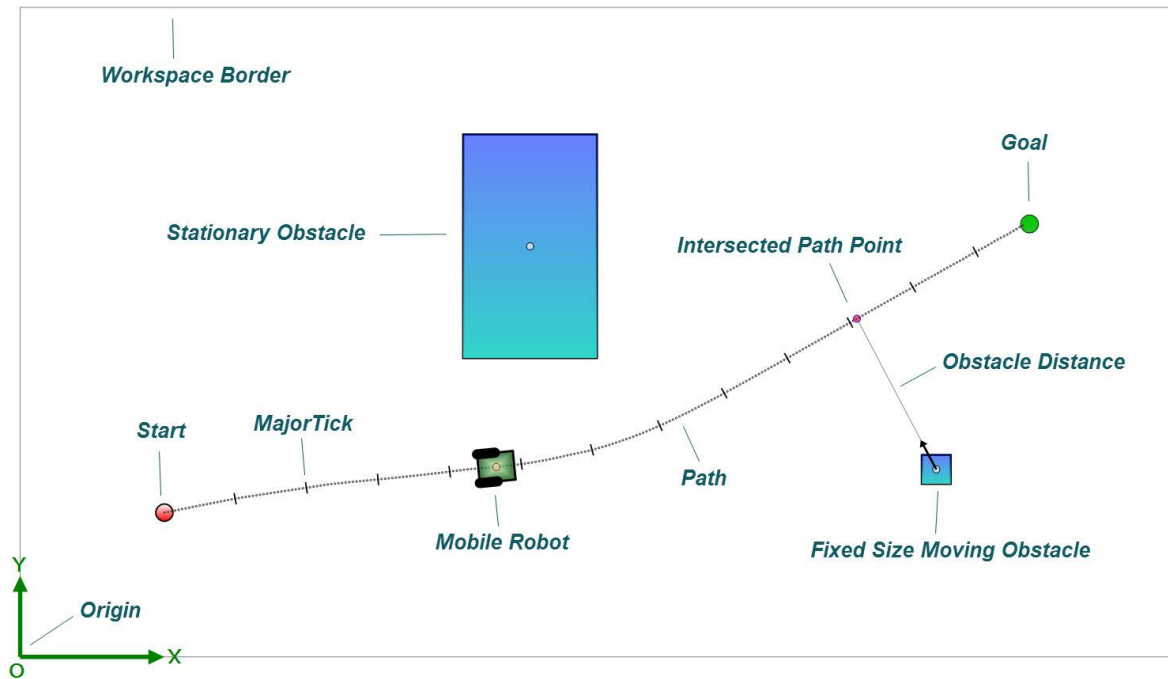 Workspace Border
Goal
Stationary Obstacle
Intersected Path Point
Obstacle Distance
MajorTick
Start
Path
Mobile Robot
Fixed Size Moving Obstacle
Y
Origin
X
O